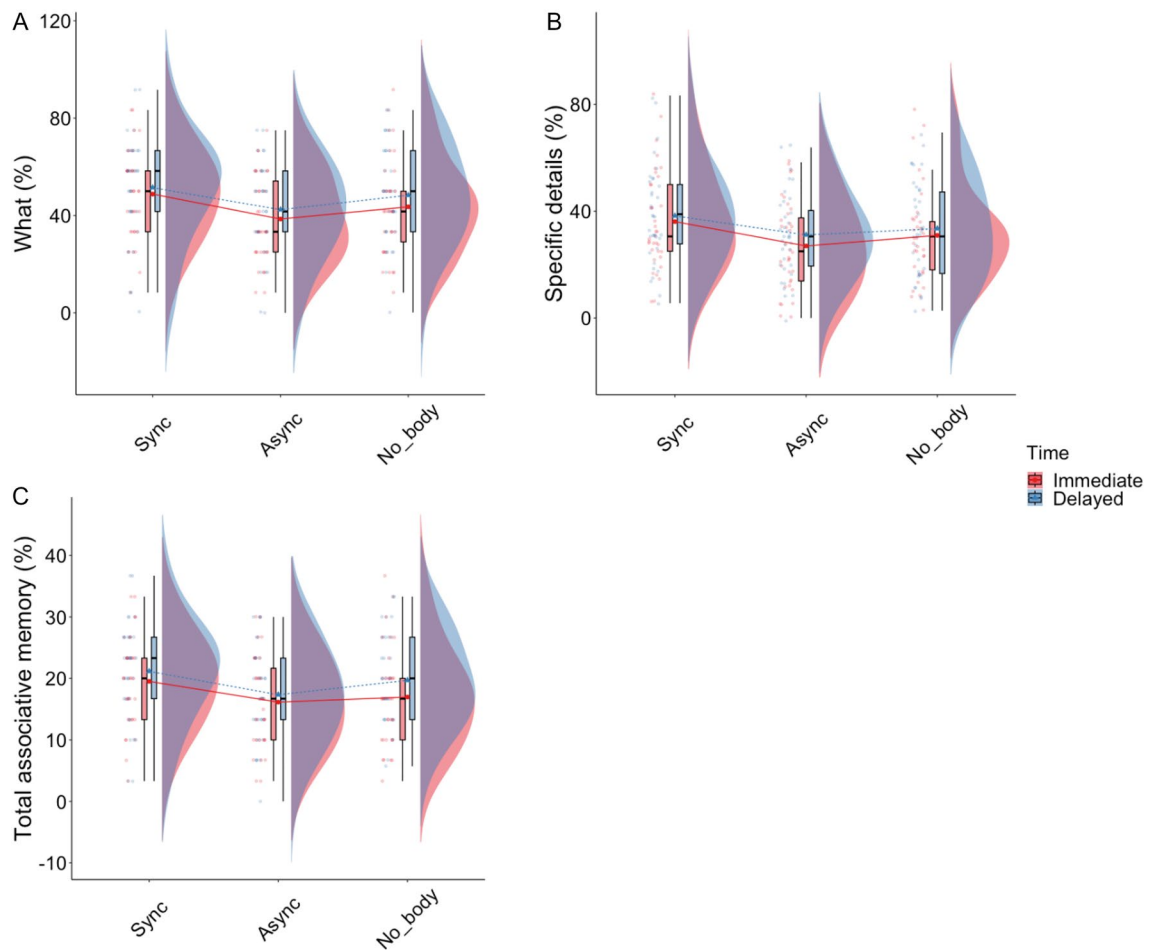 A
120
80
40
0
What (%)
Sync
Async
No_body
B
80
40
0
Specific details (%)
Sync
Async
No_body
Time
Immediate
Delayed
C
40
30
20
10
0
-10
Total associative memory (%)
Sync
Async
No_body